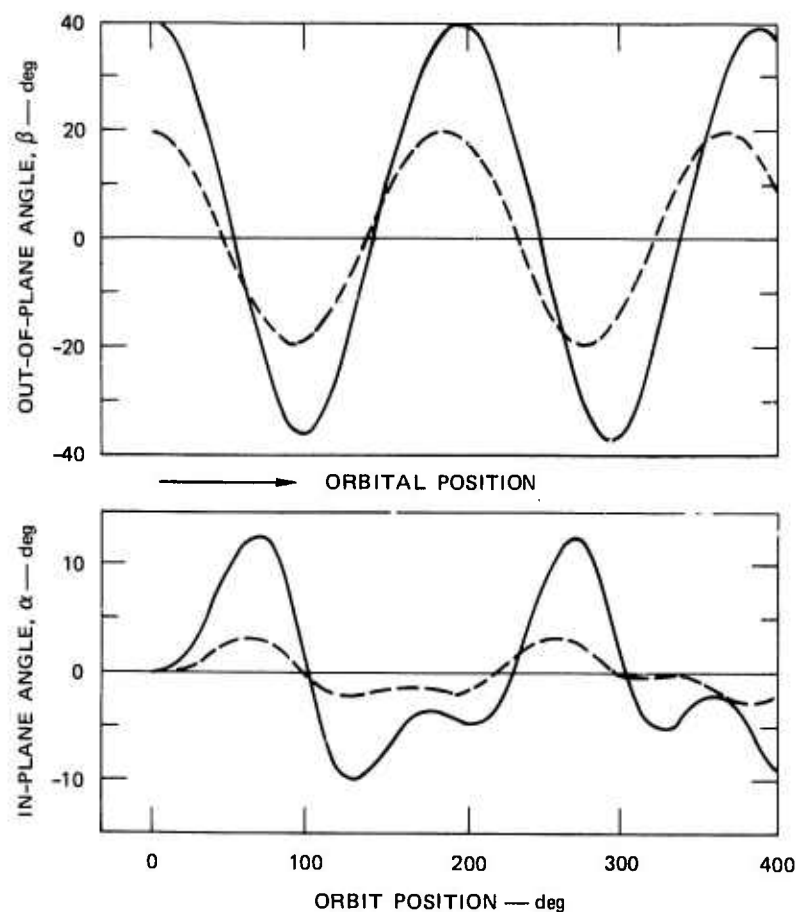 40
20
0
-20
-40
OUT-OF-PLANE ANGLE, β — deg
ORBITAL POSITION
10
0
-10
IN-PLANE ANGLE, α — deg
0 100 200 300 400
ORBIT POSITION — deg